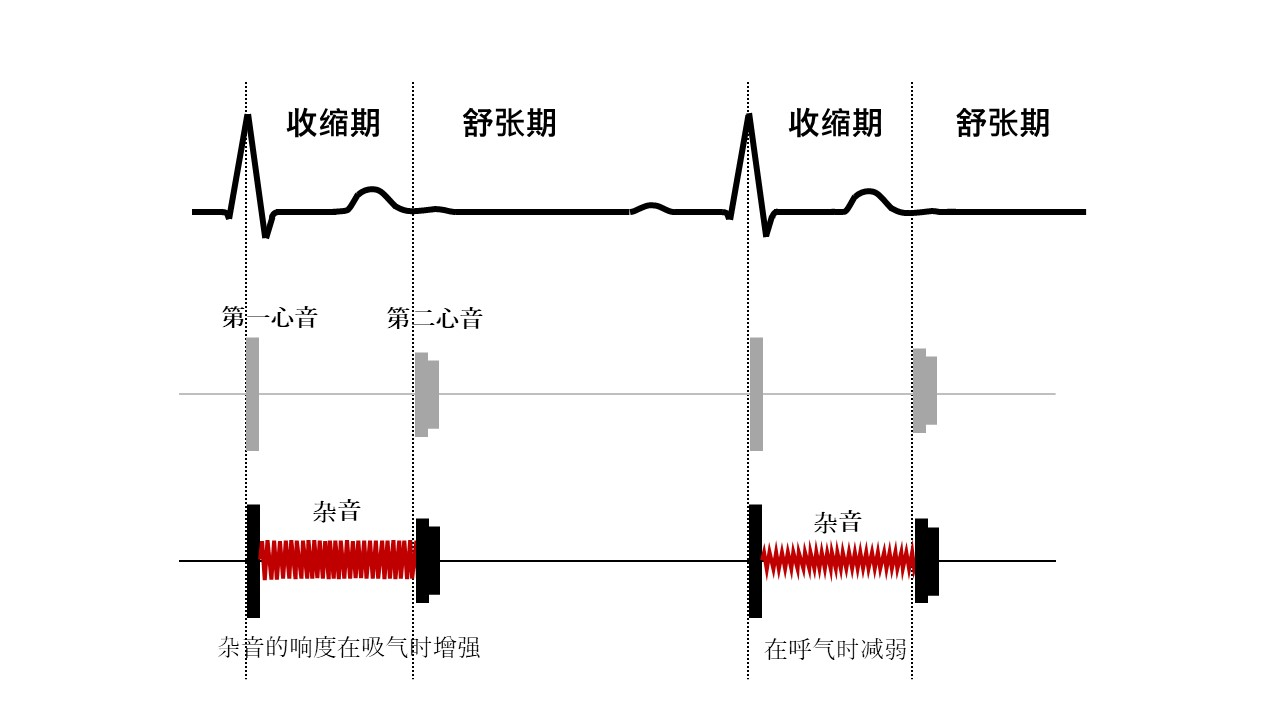 收缩期
舒张期
收缩期
舒张期
第一心音
第二心音
杂音
杂音
杂音的响度在吸气时增强
在呼气时减弱